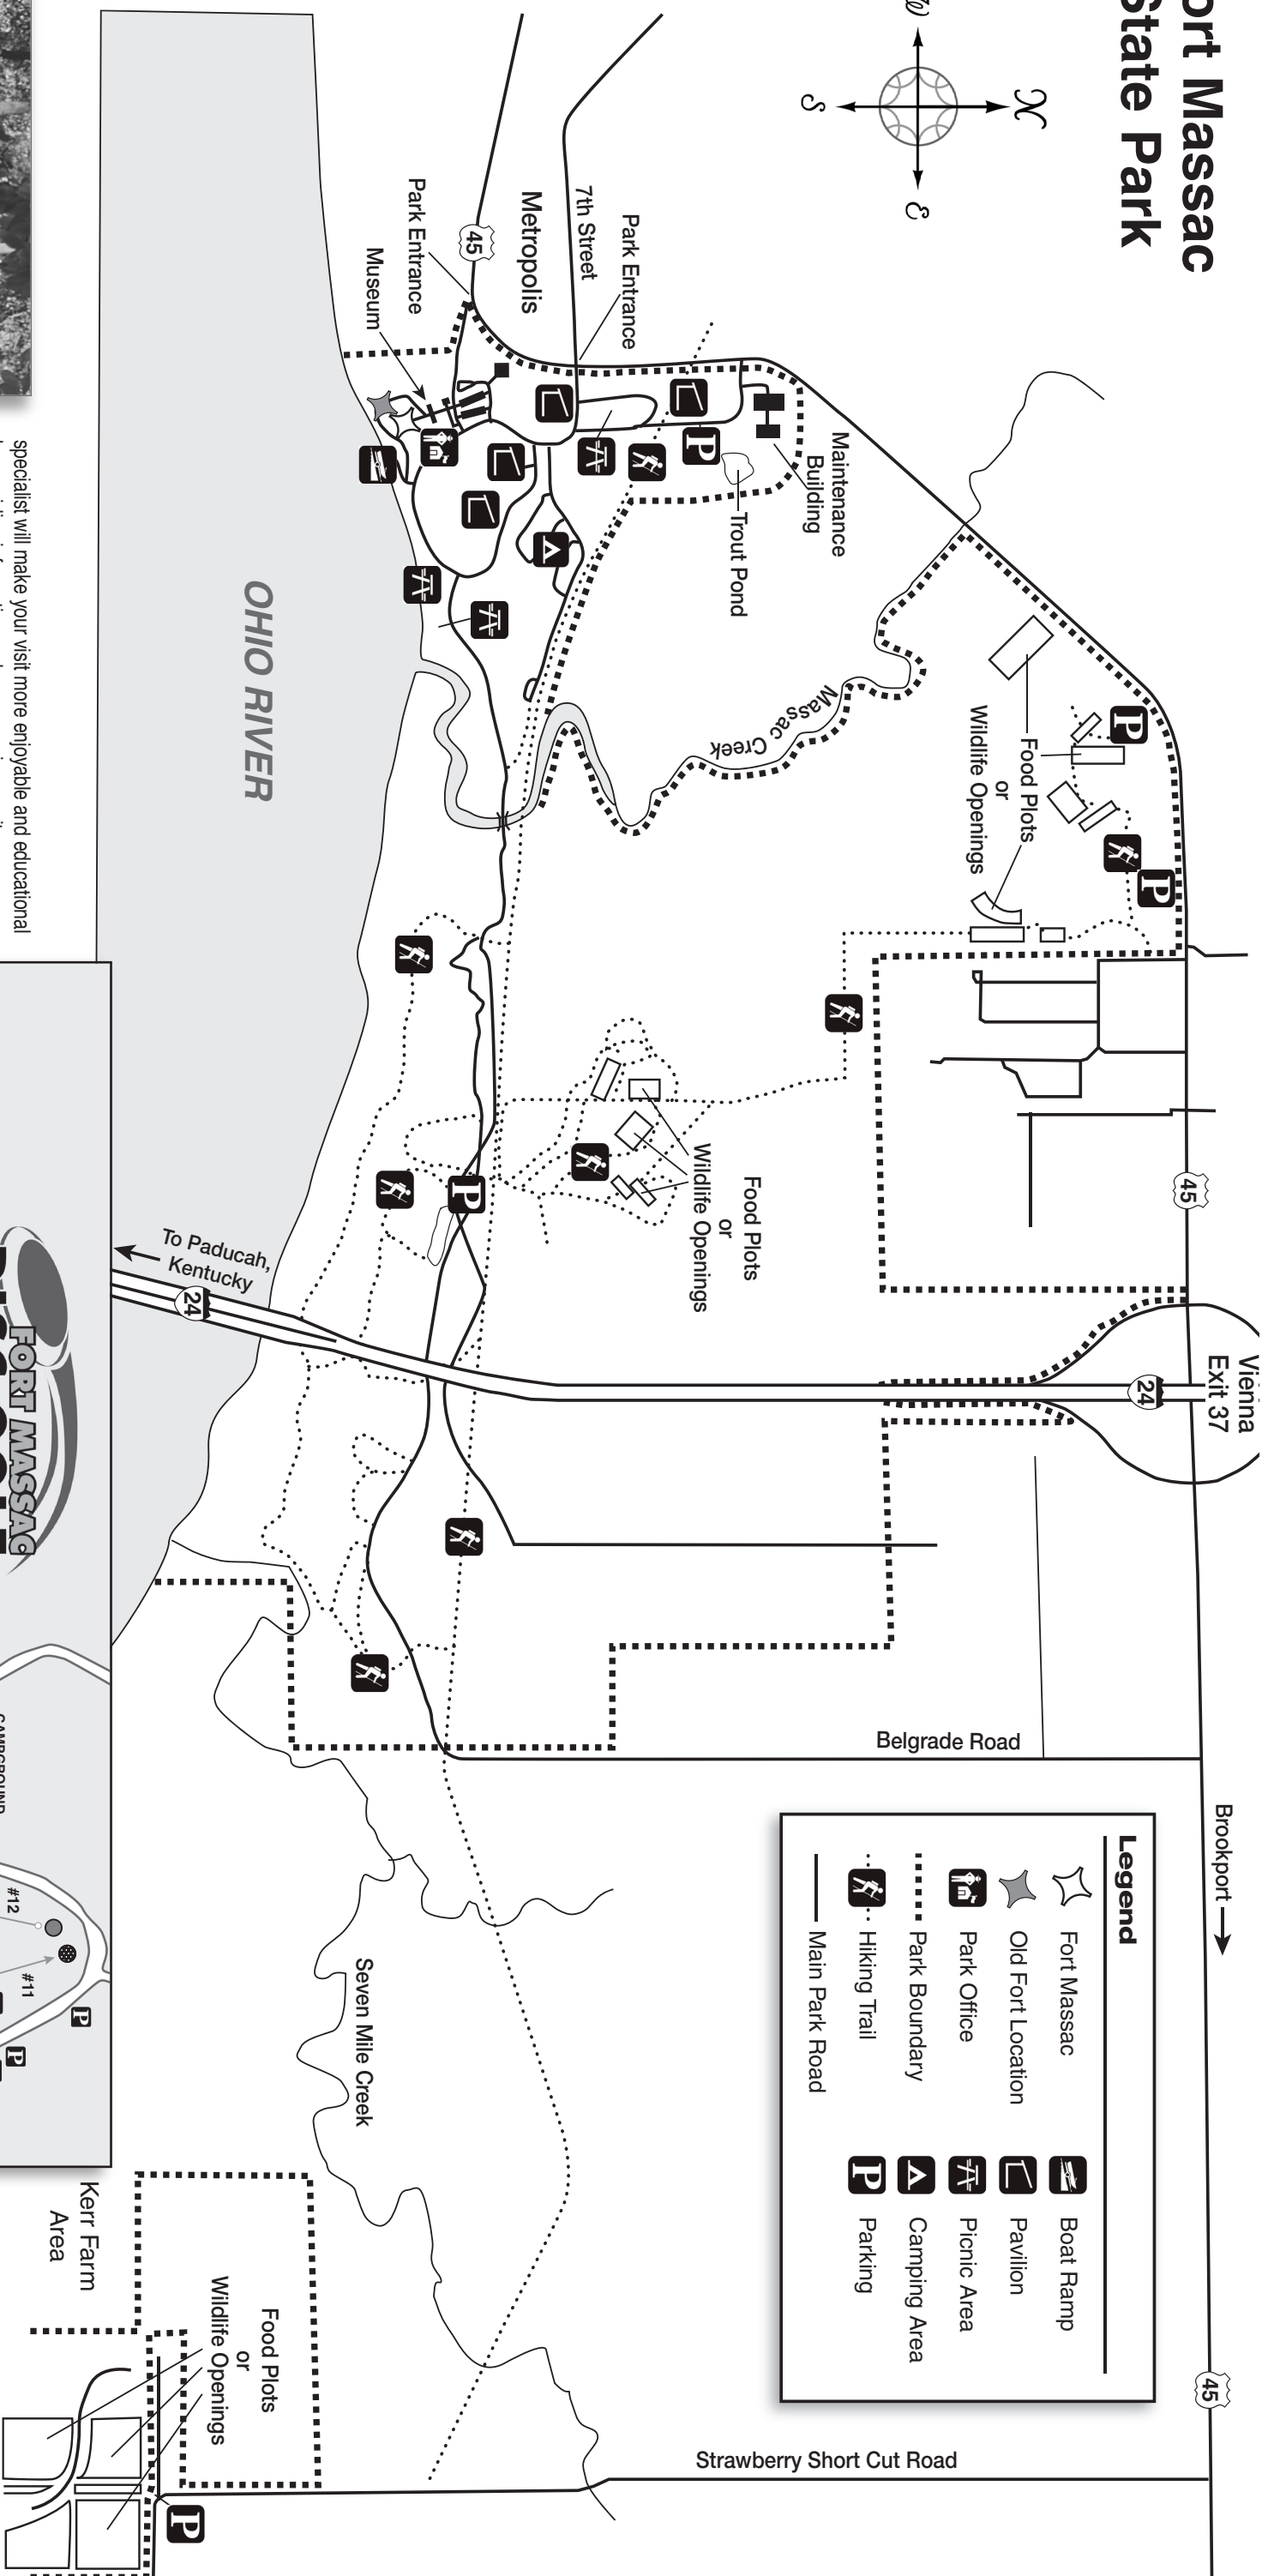 ort Massac
State Park
W
N
S
E
Park Entrance
7th Street
Metropolis
45
Park Entrance
Museum
Maintenance
Building
Trout Pond
P
OHIO RIVER
Massac Creek
P
Food Plots
or
Wildlife Openings
P
45
Food Plots
or
Wildlife Openings
P
To Paducah,
Kentucky
24
Vienna
Exit 37
24
Belgrade Road
Brookport
Legend
Fort Massac
Old Fort Location
Park Office
Park Boundary
Hiking Trail
Main Park Road
Boat Ramp
Pavilion
Picnic Area
Camping Area
P
Parking
45
Strawberry Short Cut Road
Seven Mile Creek
Food Plots
or
Wildlife Openings
Kerr Farm
Area
P
specialist will make your visit more enjoyable and educational
FORT MASSAC
CAMPGROUND
#12
#11
P
P